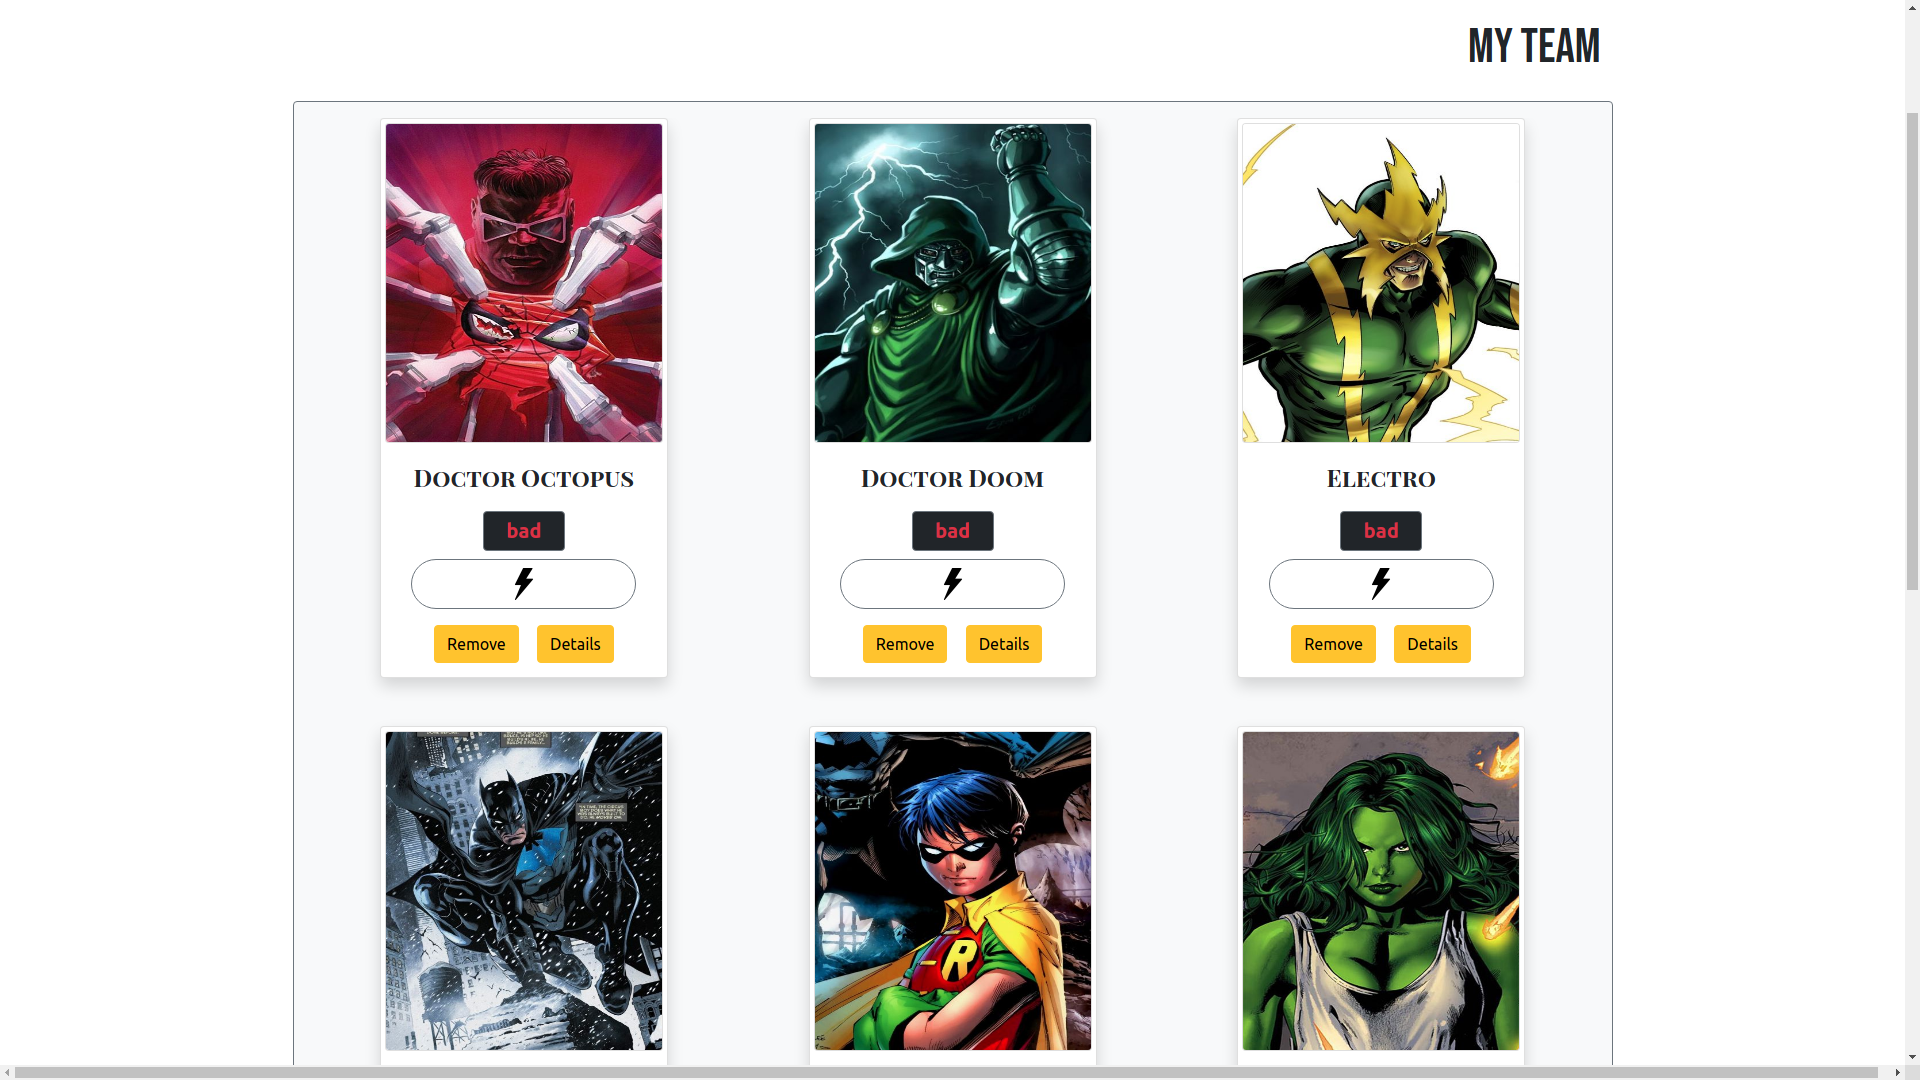 MY TEAM
Doctor Octopus
Doctor Doom
Electro
bad
bad
bad
Remove
Details
Remove
Details
Remove
Details
R